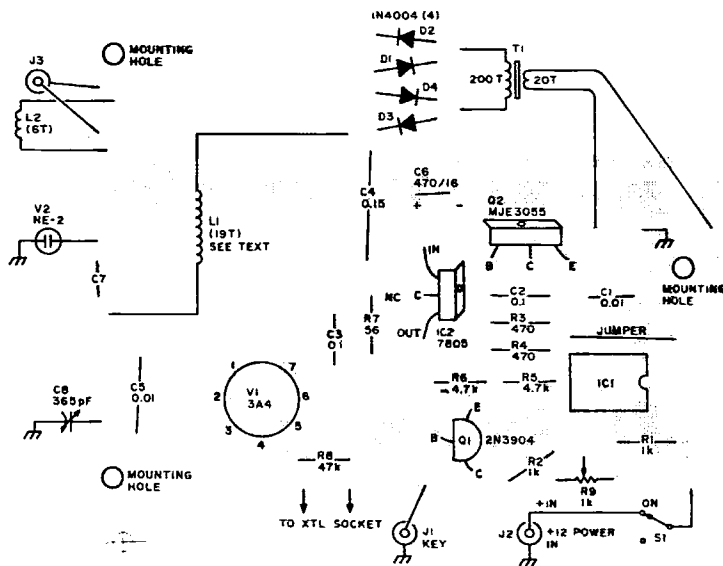 1N4004 (4)
D2
D1
D4
D3
T1
200T
20T
J3
MOUNTING
HOLE
L2
(6T)
V2
NE-2
C7
L1
(19T)
SEE TEXT
C4
0.15
C6
470/16
+ -
Q2
MJE3055
B C E
IN
NC
C
OUT
IC2
7805
C2
0.1
C1
0.01
R3
470
R4
470
MOUNTING
HOLE
JUMPER
IC1
R7
56
C3
R6
4.7k
R5
4.7k
C8
365pF
C5
0.01
1
2
3
4
5
6
7
V1
3A4
E
B
Q1
C
2N3904
R1
1k
R2
1k
R9
1k
R8
47k
MOUNTING
HOLE
TO XTL SOCKET
J1
KEY
J2
+IN
+12 POWER
IN
ON
S1